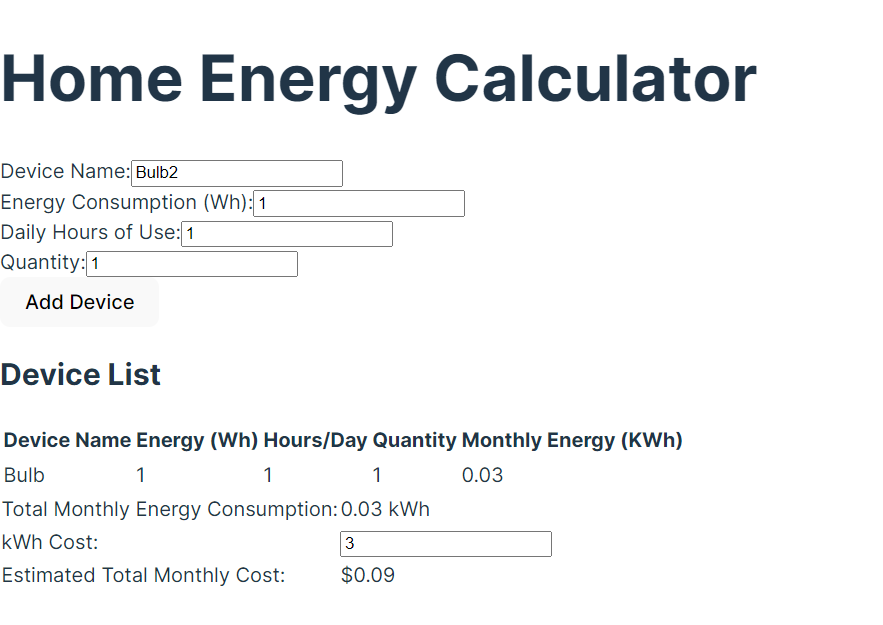 Home Energy Calculator
Device Name: Bulb2
Energy Consumption (Wh): 1
Daily Hours of Use: 1
Quantity: 1
Add Device
Device List
Device Name Energy (Wh) Hours/Day Quantity Monthly Energy (KWh)
Bulb 1 1 1 0.03
Total Monthly Energy Consumption: 0.03 kWh
kWh Cost: 3
Estimated Total Monthly Cost: $0.09